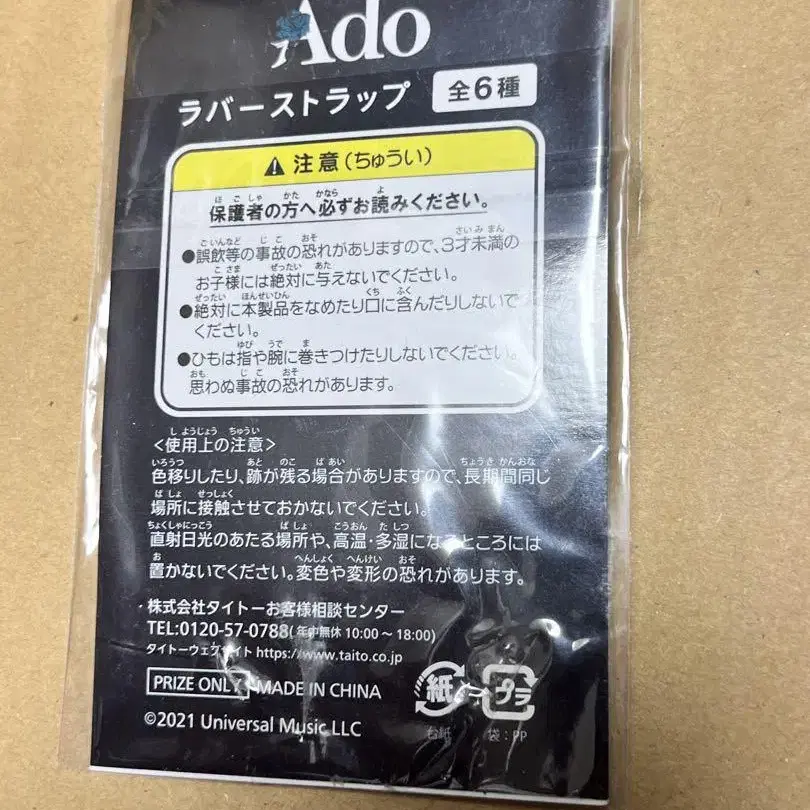 Ado
ラバーストラップ 全6種
⚠注意(ちゅうい)
保護者の方へ必ずお読みください。
●誤飲等の事故の恐れがありますので、3才未満の
お子様には絶対に与えないでください。
●絶対に本製品をなめたり口に含んだりしないで
ください。
●ひもは指や腕に巻きつけたりしないでください。
思わぬ事故の恐れがあります。
<使用上の注意>
色移りしたり、跡が残る場合がありますので、長期間同じ
場所に接触させておかないでください。
直射日光のあたる場所や、高温・多湿になるところには
置かないでください。変色や変形の恐れがあります。
株式会社タイトーお客様相談センター
TEL:0120-57-0788(年中無休 10:00～18:00)
タイトーウェブサイト https://www.taito.co.jp
PRIZE ONLY MADE IN CHINA
©2021 Universal Music LLC
紙 プラ
台紙 袋:PP